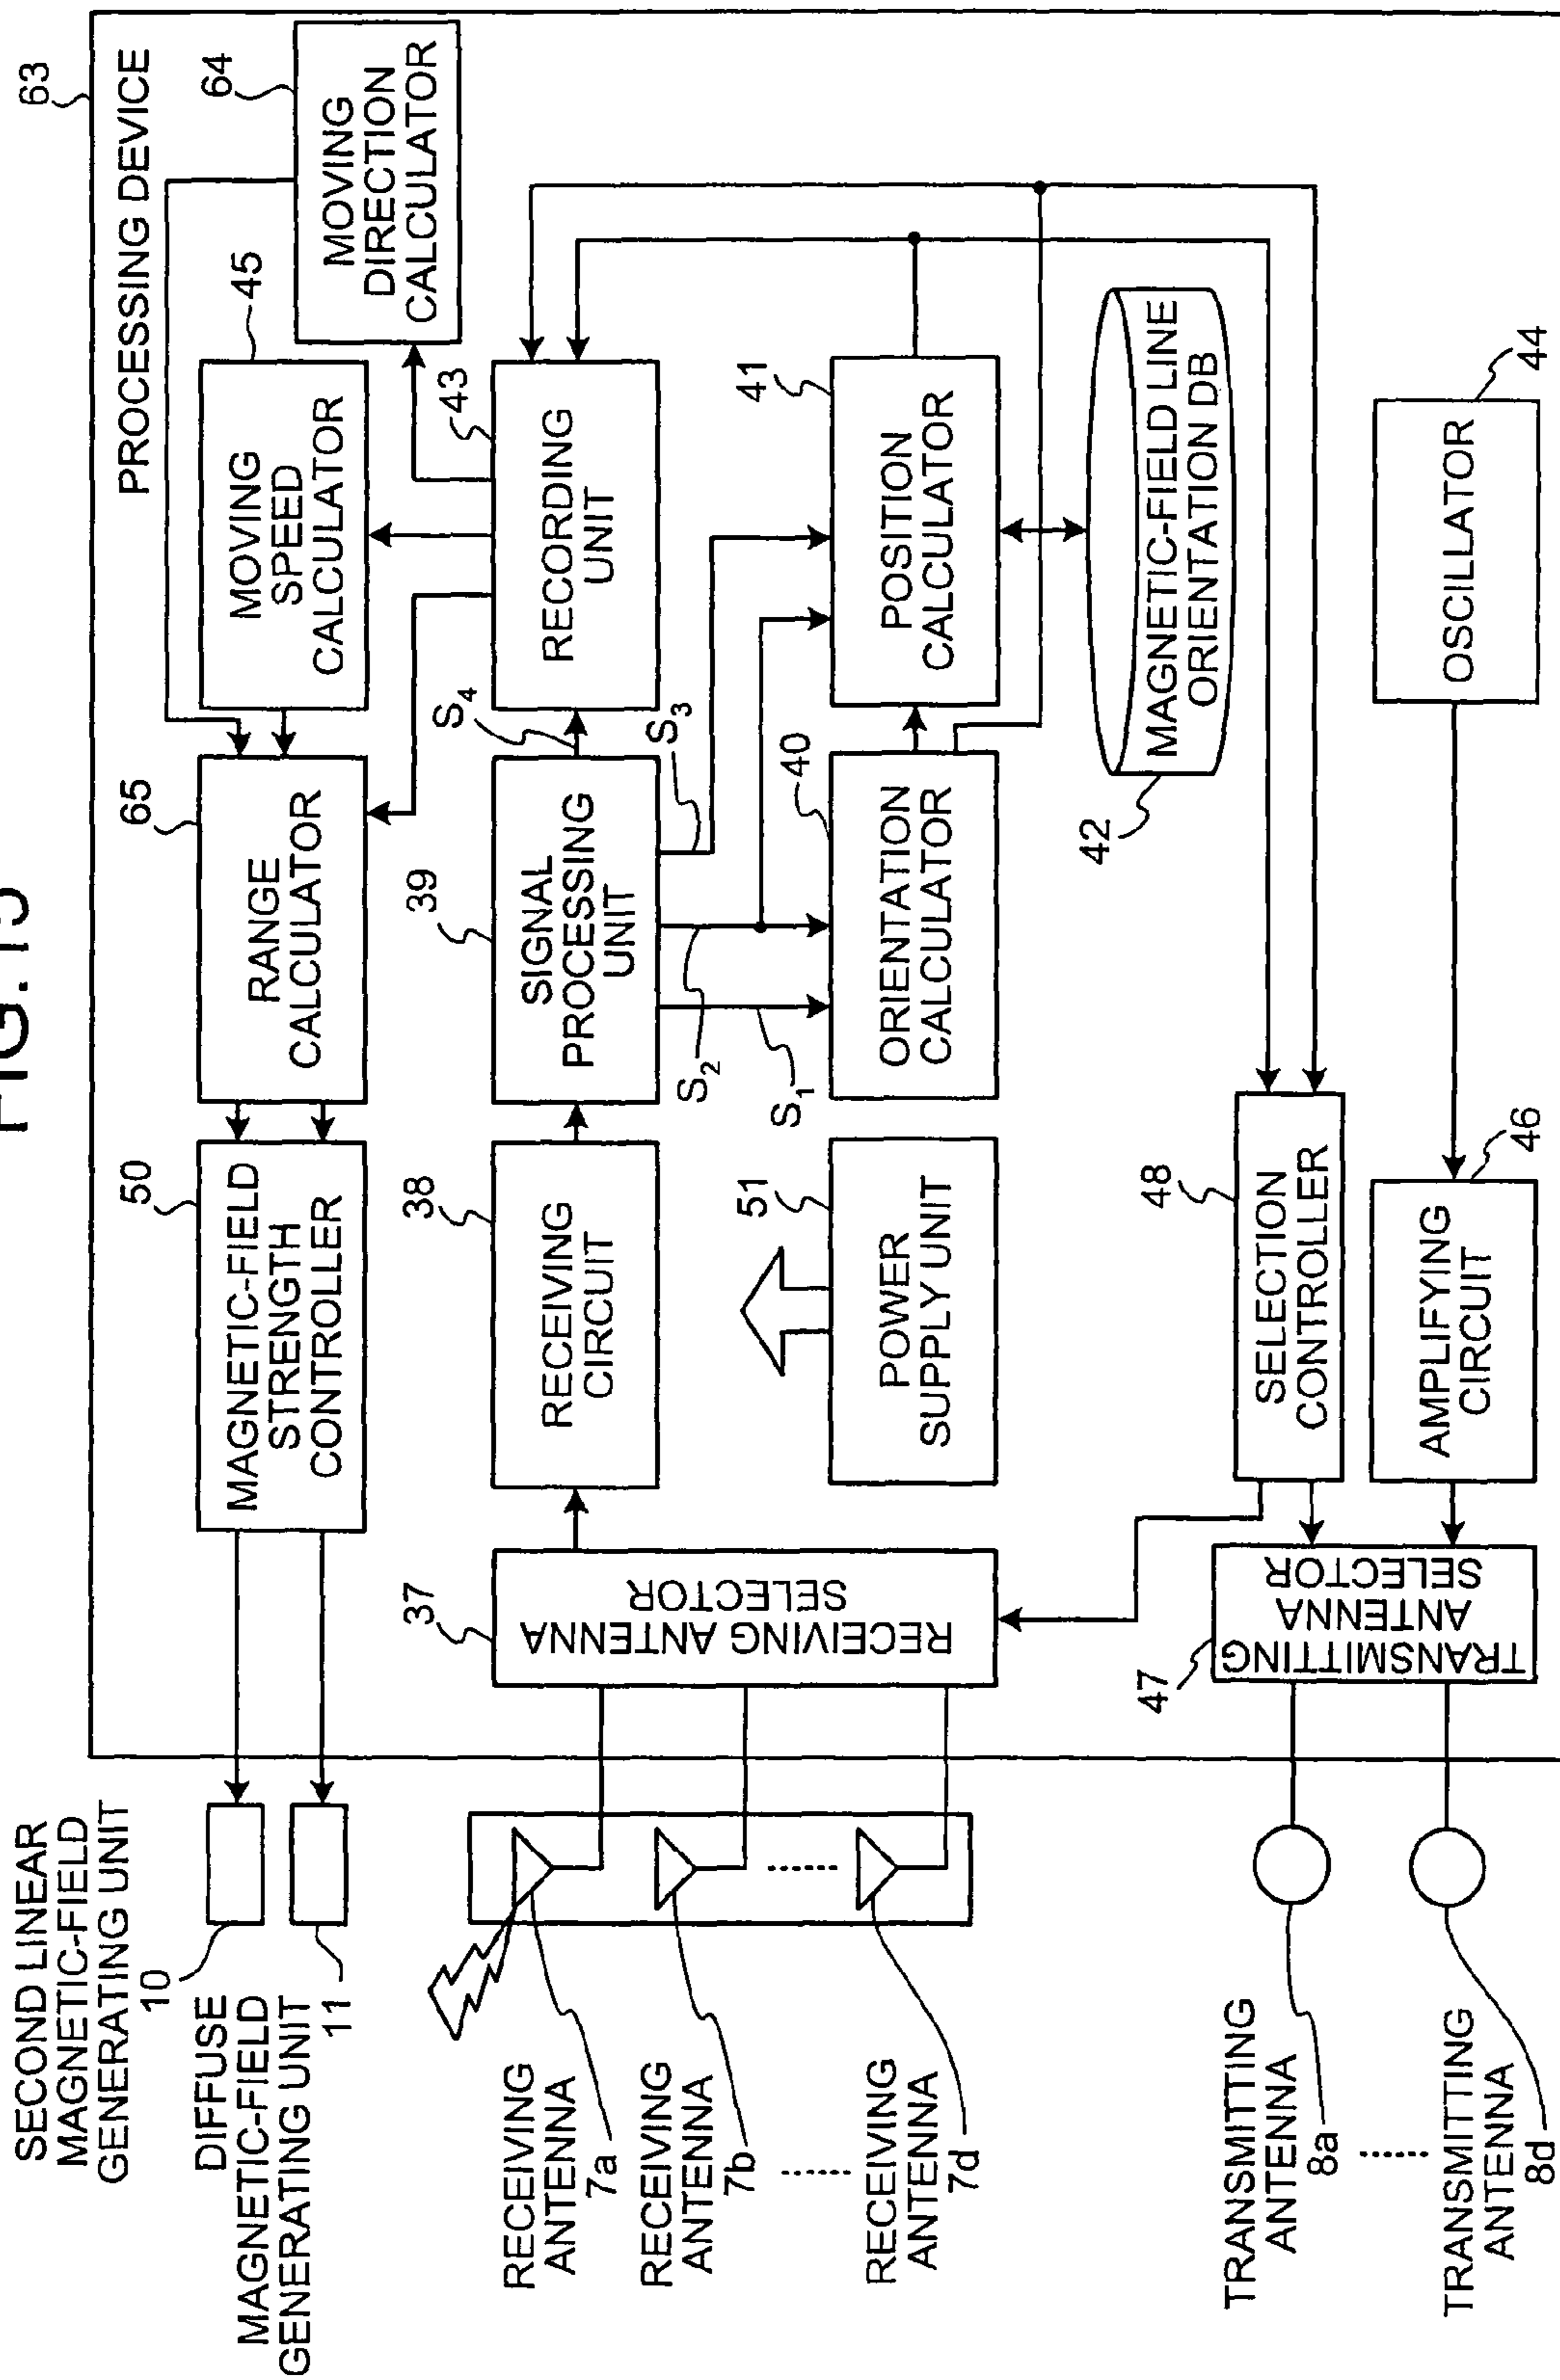 63
PROCESSING DEVICE
SECOND LINEAR
MAGNETIC-FIELD
GENERATING UNIT
10
DIFFUSE
MAGNETIC-FIELD
GENERATING UNIT
11
50
MAGNETIC-FIELD
STRENGTH
CONTROLLER
65
RANGE
CALCULATOR
45
MOVING
SPEED
CALCULATOR
64
MOVING
DIRECTION
CALCULATOR
RECEIVING
ANTENNA
7a
RECEIVING
ANTENNA
7b
RECEIVING
ANTENNA
7d
37
RECEIVING ANTENNA
SELECTOR
38
RECEIVING
CIRCUIT
39
SIGNAL
PROCESSING
UNIT
S4
43
RECORDING
UNIT
S3
S2
S1
51
POWER
SUPPLY UNIT
40
ORIENTATION
CALCULATOR
41
POSITION
CALCULATOR
42
MAGNETIC-FIELD LINE
ORIENTATION DB
TRANSMITTING
ANTENNA
8a
TRANSMITTING
ANTENNA
8d
47
TRANSMITTING
ANTENNA
SELECTOR
48
SELECTION
CONTROLLER
46
AMPLIFYING
CIRCUIT
44
OSCILLATOR